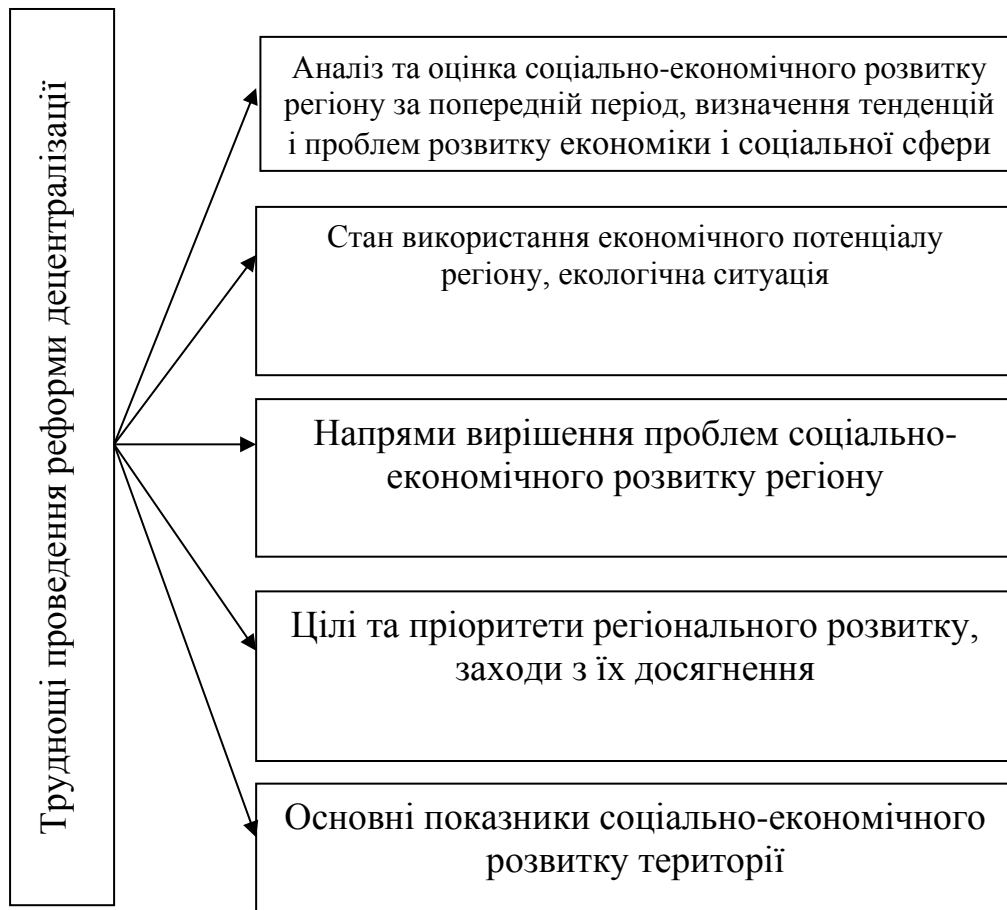 Труднощі проведення реформи децентралізації
Аналіз та оцінка соціально-економічного розвитку
регіону за попередній період, визначення тенденцій
і проблем розвитку економіки і соціальної сфери
Стан використання економічного потенціалу
регіону, екологічна ситуація
Напрями вирішення проблем соціально-
економічного розвитку регіону
Цілі та пріоритети регіонального розвитку,
заходи з їх досягнення
Основні показники соціально-економічного
розвитку території